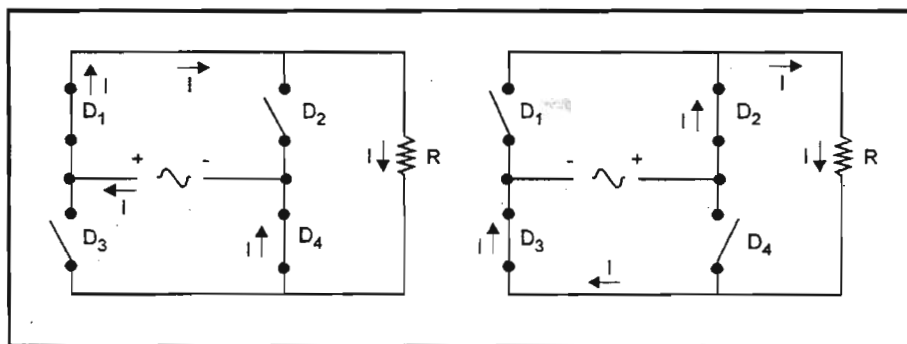 I I I
D1 D2 D1 D2
I I
I R I R
+ - - +
I
D3 D4 D3 D4
I I
I